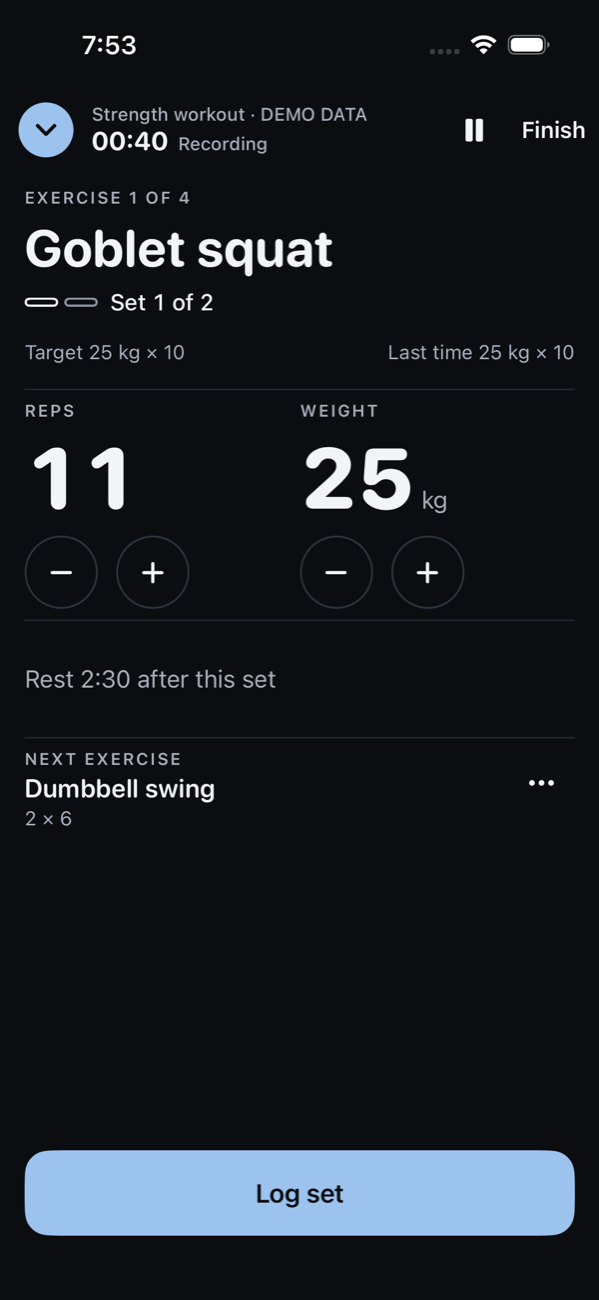 7:53
Strength workout · DEMO DATA
00:40 Recording
Finish
EXERCISE 1 OF 4
Goblet squat
Set 1 of 2
Target 25 kg × 10
Last time 25 kg × 10
REPS
WEIGHT
11
25 kg
Rest 2:30 after this set
NEXT EXERCISE
Dumbbell swing
2 × 6
Log set